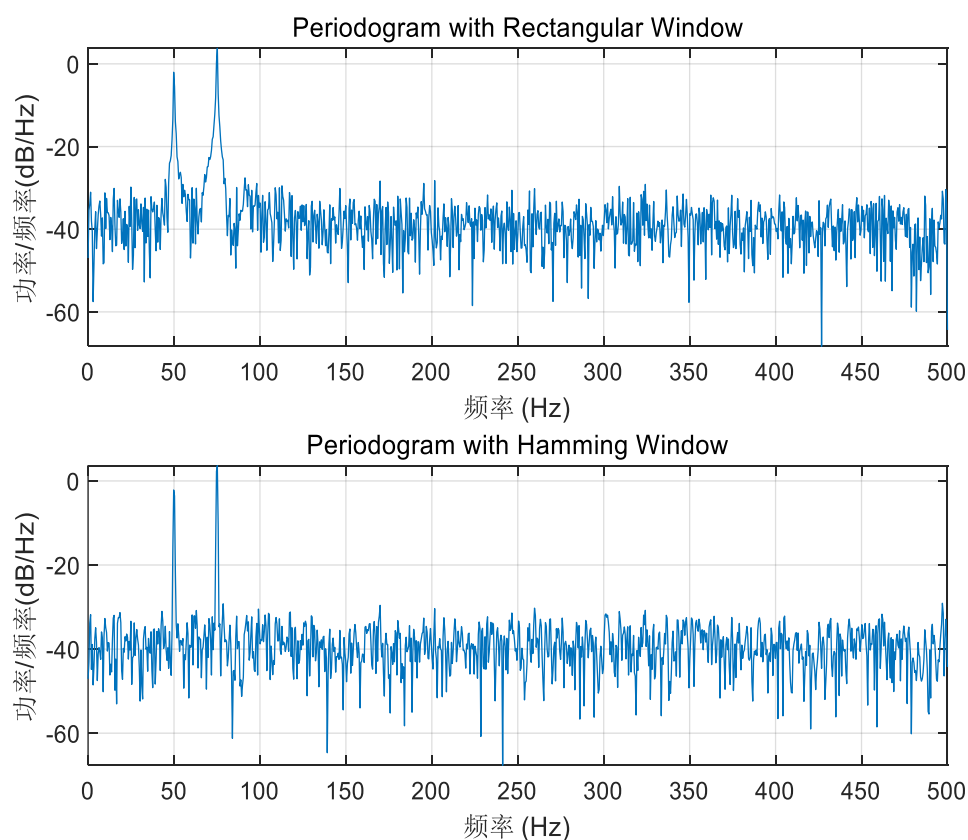 Periodogram with Rectangular Window
功率/频率(dB/Hz)
0
-20
-40
-60
0 50 100 150 200 250 300 350 400 450 500
频率 (Hz)
Periodogram with Hamming Window
功率/频率(dB/Hz)
0
-20
-40
-60
0 50 100 150 200 250 300 350 400 450 500
频率 (Hz)